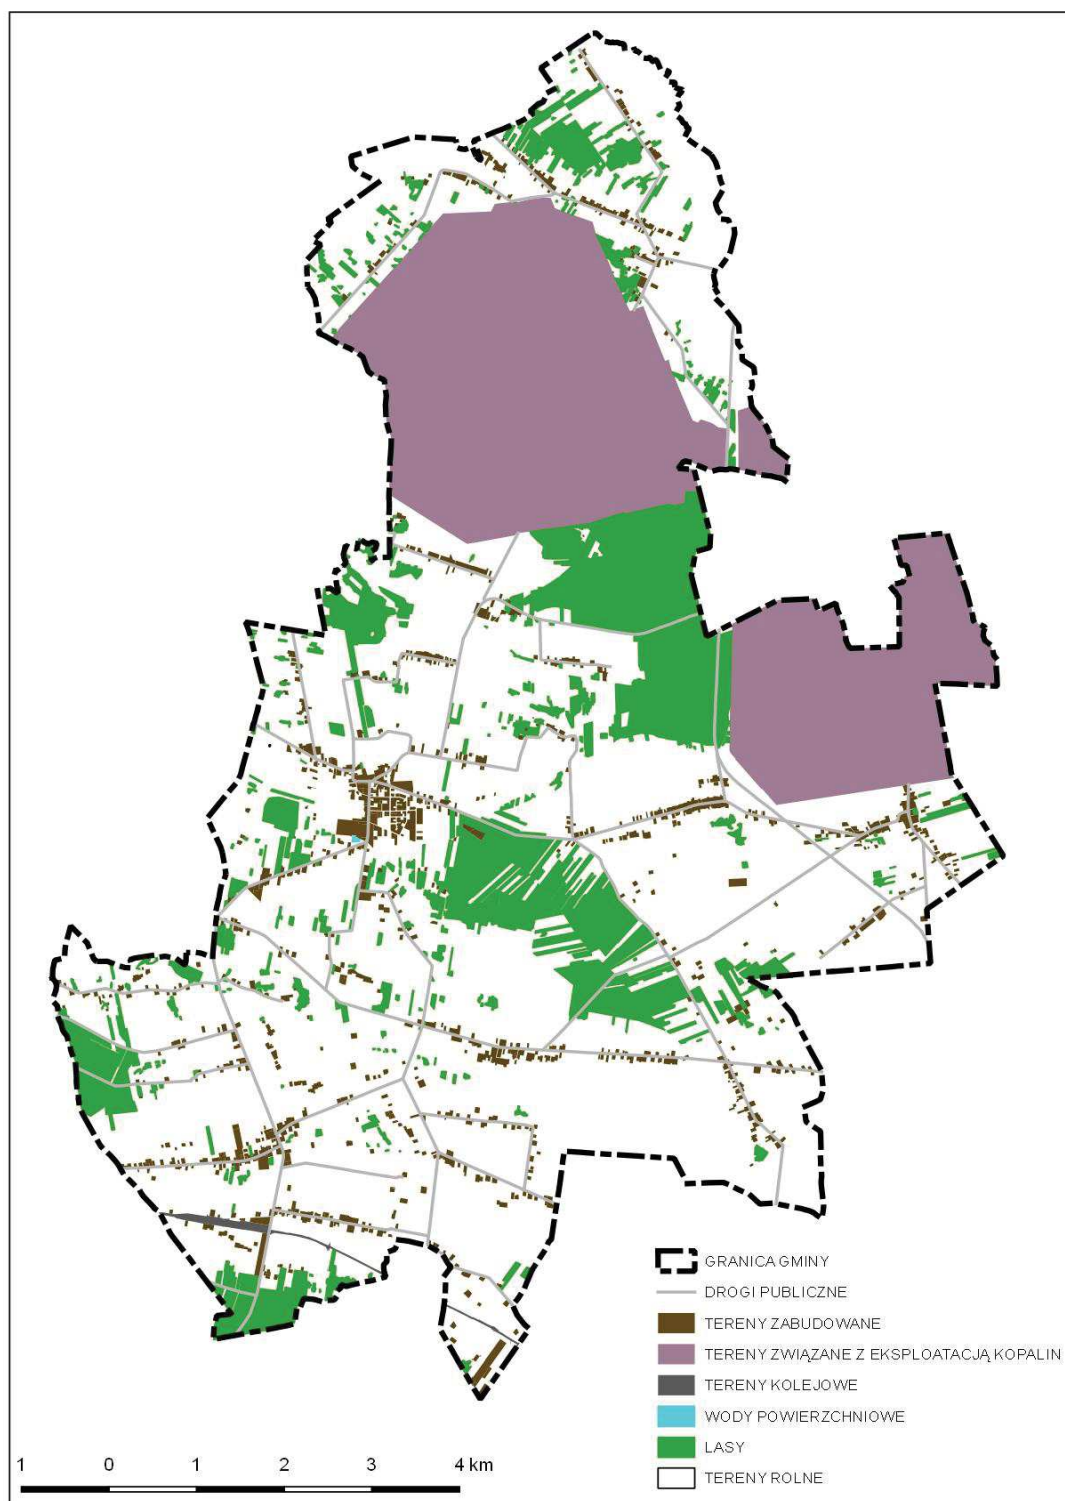 GRANICA GMINY
DROGI PUBLICZNE
TERENY ZABUDOWANE
TERENY ZWIĄZANE Z EKSPLOATACJĄ KOPALIN
TERENY KOLEJOWE
WODY POWIERZCHNIOWE
LASY
TERENY ROLNE
1 0 1 2 3 4 km